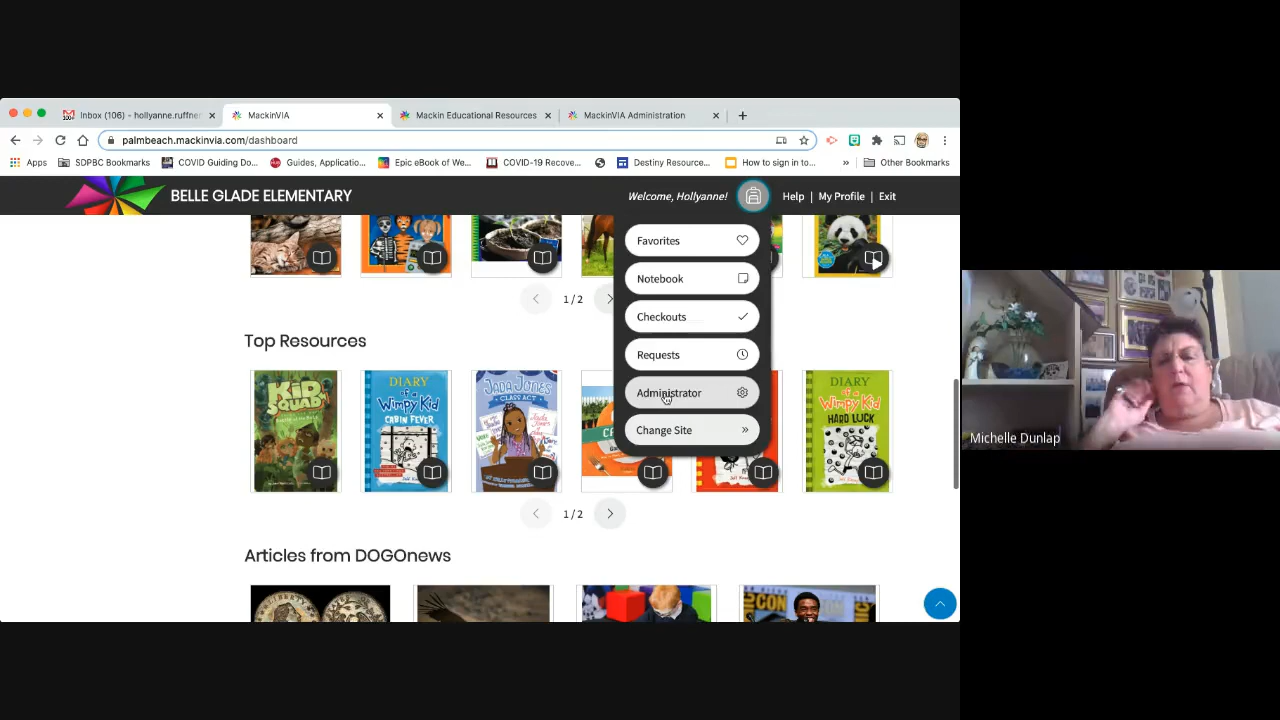 Inbox (106) - hollyanne.ruffner
MackinVIA
Mackin Educational Resources
MackinVIA Administration
palmbeach.mackinvia.com/dashboard
Apps
SDPBC Bookmarks
COVID Guiding Do...
Guides, Applicatio...
Epic eBook of We...
COVID-19 Recove...
Destiny Resource...
How to sign in to...
Other Bookmarks
BELLE GLADE ELEMENTARY
Welcome, Hollyanne!
Help | My Profile | Exit
Favorites
Notebook
Checkouts
Requests
Administrator
Change Site
1 / 2
Top Resources
KID SQUAD
DIARY of a Wimpy Kid CABIN FEVER
JADA JONES CLASS ACT
DIARY of a Wimpy Kid HARD LUCK
1 / 2
Articles from DOGOnews
LIBERTY
CON
Michelle Dunlap